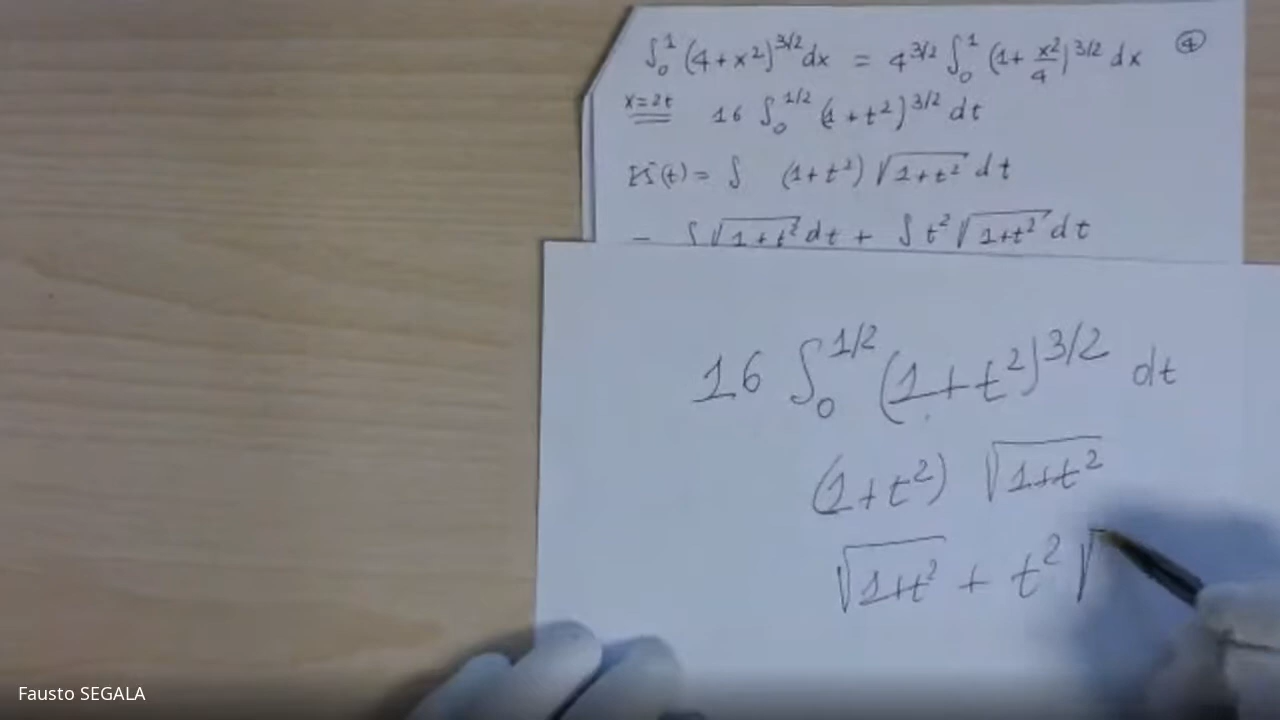 ∫₀¹ (4+x²)^3/2 dx = 4^3/2 ∫₀¹ (1+x²/4)^3/2 dx ④
x=2t 16 ∫₀^1/2 (1+t²)^3/2 dt
(t) = ∫ (1+t²) √(1+t²) dt
∫ √(1+t²) dt + ∫ t² √(1+t²) dt
16 ∫₀^1/2 (1+t²)^3/2 dt
(1+t²) √(1+t²)
√(1+t²) + t² √
Fausto SEGALA